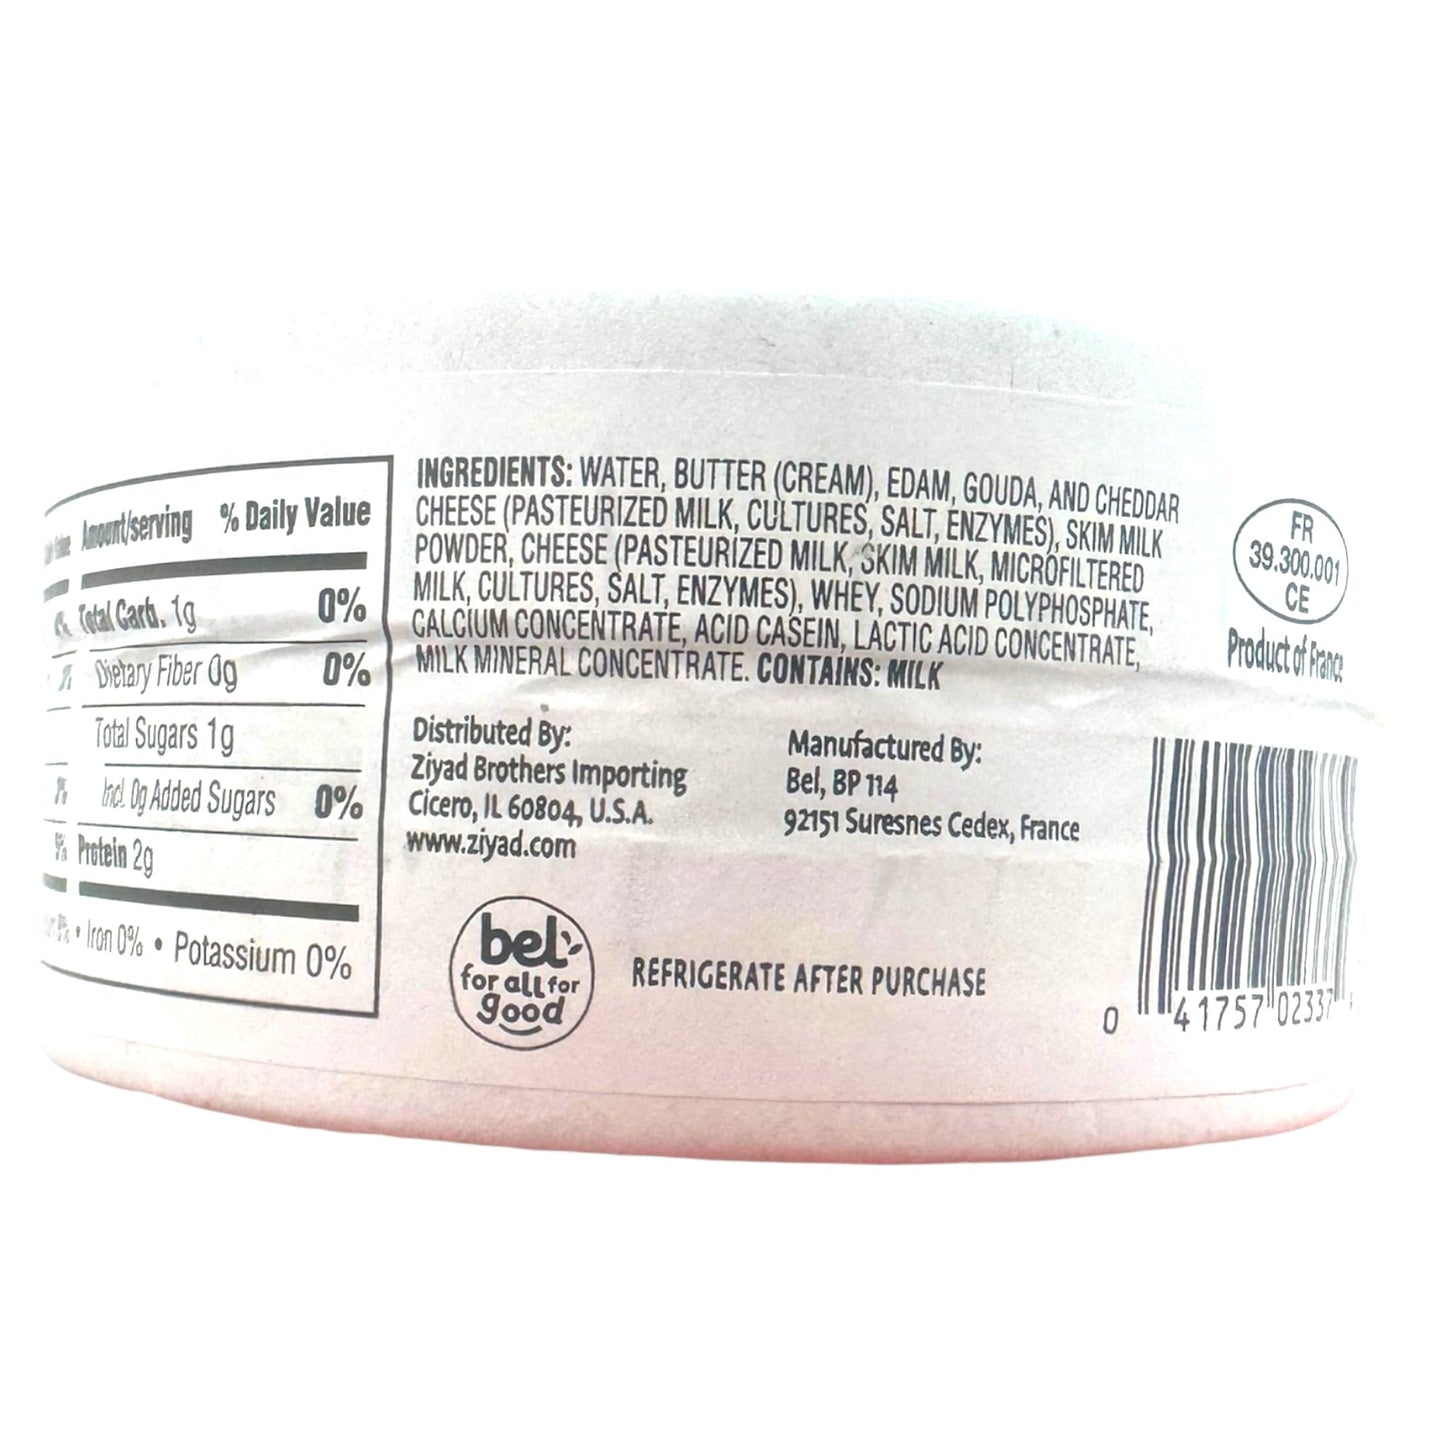 Amount/serving % Daily Value
Total Carb. 1g 0%
Dietary Fiber 0g 0%
Total Sugars 1g
Incl. 0g Added Sugars 0%
Protein 2g
• Iron 0% • Potassium 0%
INGREDIENTS: WATER, BUTTER (CREAM), EDAM, GOUDA, AND CHEDDAR
CHEESE (PASTEURIZED MILK, CULTURES, SALT, ENZYMES), SKIM MILK
POWDER, CHEESE (PASTEURIZED MILK, SKIM MILK, MICROFILTERED
MILK, CULTURES, SALT, ENZYMES), WHEY, SODIUM POLYPHOSPHATE,
CALCIUM CONCENTRATE, ACID CASEIN, LACTIC ACID CONCENTRATE,
MILK MINERAL CONCENTRATE. CONTAINS: MILK
Distributed By:
Ziyad Brothers Importing
Cicero, IL 60804, U.S.A.
www.ziyad.com
Manufactured By:
Bel, BP 114
92151 Suresnes Cedex, France
bel
for all for
good
REFRIGERATE AFTER PURCHASE
FR
39.300.001
CE
Product of France
0 41757 02337